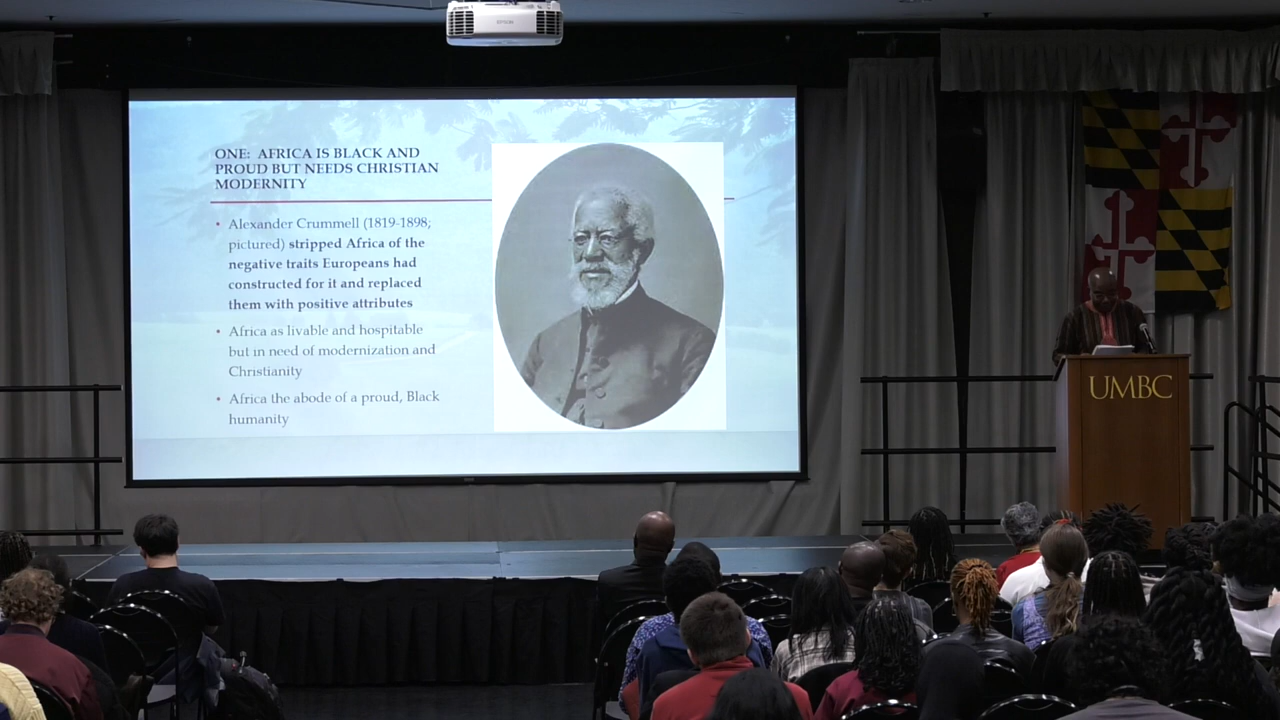 EPSON
ONE: AFRICA IS BLACK AND
PROUD BUT NEEDS CHRISTIAN
MODERNITY
• Alexander Crummell (1819-1898;
pictured) stripped Africa of the
negative traits Europeans had
constructed for it and replaced
them with positive attributes
• Africa as livable and hospitable
but in need of modernization and
Christianity
• Africa the abode of a proud, Black
humanity
UMBC